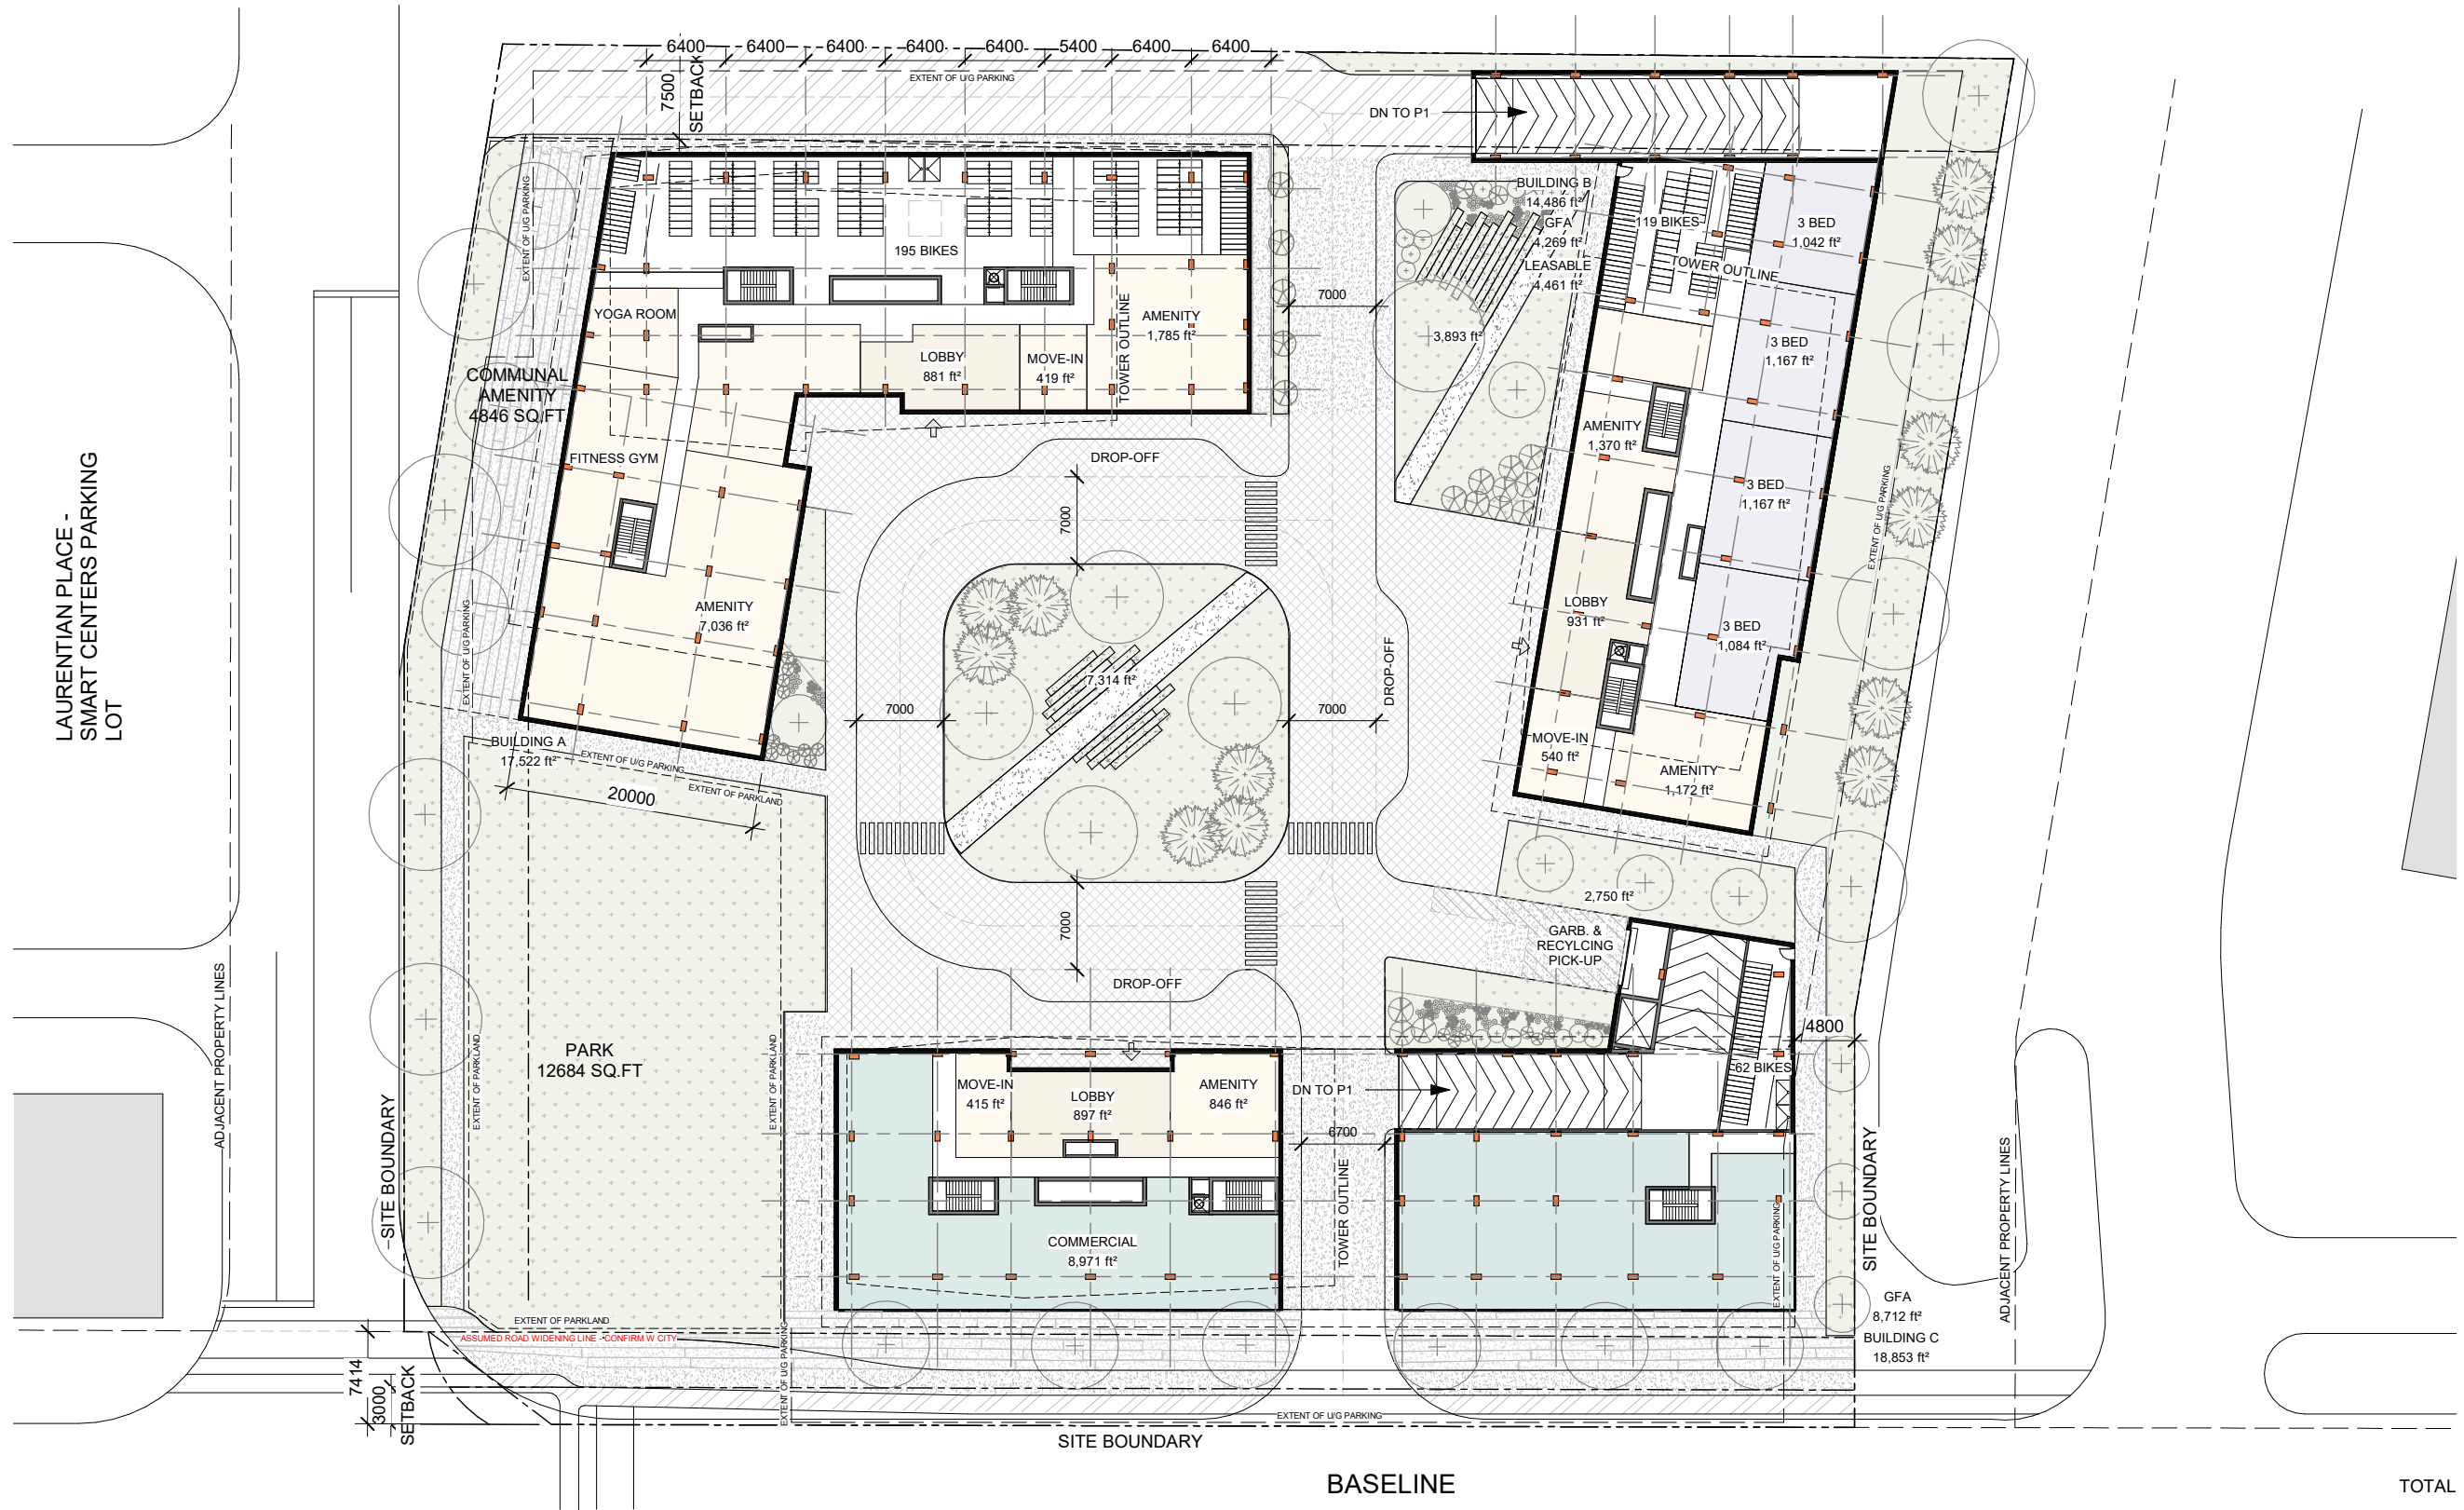 6400 6400 6400 6400 6400 5400 6400 6400
7500
SETBACK
EXTENT OF U/G PARKING
DN TO P1
EXTENT OF U/G PARKING
195 BIKES
BUILDING B
14,486 ft²
GFA
4,269 ft²
LEASABLE
4,461 ft²
119 BIKES
3 BED
1,042 ft²
TOWER OUTLINE
YOGA ROOM
LOBBY
881 ft²
MOVE-IN
419 ft²
TOWER OUTLINE
AMENITY
1,785 ft²
7000
3,893 ft²
3 BED
1,167 ft²
COMMUNAL
AMENITY
4846 SQ.FT
FITNESS GYM
DROP-OFF
7000
AMENITY
1,370 ft²
3 BED
1,167 ft²
EXTENT OF U/G PARKING
LAURENTIAN PLACE -
SMART CENTERS PARKING
LOT
EXTENT OF U/G PARKING
AMENITY
7,036 ft²
LOBBY
931 ft²
3 BED
1,084 ft²
7,314 ft²
7000
7000
DROP-OFF
BUILDING A
17,522 ft²
EXTENT OF U/G PARKING
EXTENT OF PARKLAND
20000
MOVE-IN
540 ft²
AMENITY
1,172 ft²
2,750 ft²
7000
DROP-OFF
GARB. &
RECYLCING
PICK-UP
ADJACENT PROPERTY LINES
EXTENT OF PARKLAND
PARK
12684 SQ.FT
EXTENT OF PARKLAND
4800
MOVE-IN
415 ft²
LOBBY
897 ft²
AMENITY
846 ft²
DN TO P1
62 BIKES
6700
SITE BOUNDARY
TOWER OUTLINE
SITE BOUNDARY
ADJACENT PROPERTY LINES
COMMERCIAL
8,971 ft²
EXTENT OF U/G PARKING
GFA
8,712 ft²
BUILDING C
18,853 ft²
EXTENT OF PARKLAND
ASSUMED ROAD WIDENING LINE - CONFIRM W CITY
EXTENT OF U/G PARKING
7414
3000
SETBACK
EXTENT OF U/G PARKING
SITE BOUNDARY
BASELINE
TOTAL